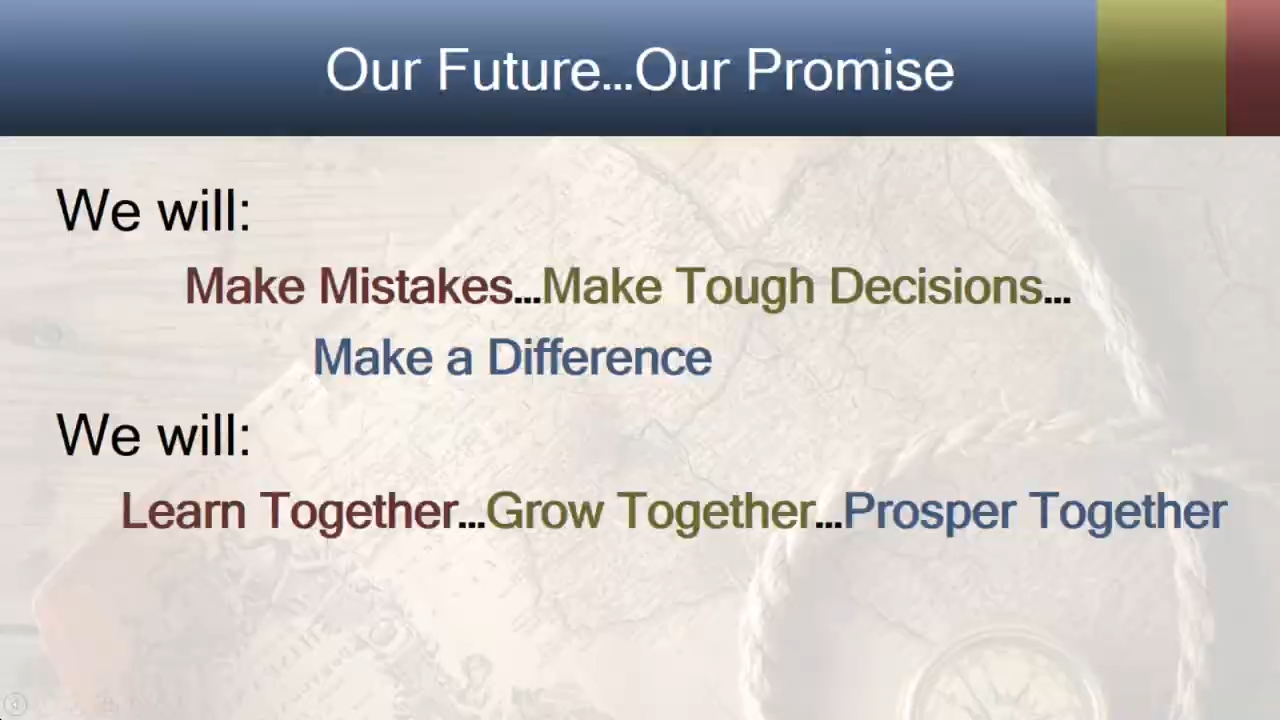 Our Future...Our Promise
We will:
Make Mistakes...Make Tough Decisions...
Make a Difference
We will:
Learn Together...Grow Together...Prosper Together